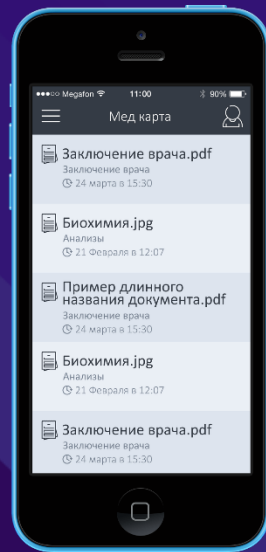 Megafon 11:00 90%
Мед карта
Заключение врача.pdf
Заключение врача
24 марта в 15:30
Биохимия.jpg
Анализы
21 Февраля в 12:07
Пример длинного
названия документа.pdf
Заключение врача
24 марта в 15:30
Биохимия.jpg
Анализы
21 Февраля в 12:07
Заключение врача.pdf
Заключение врача
24 марта в 15:30